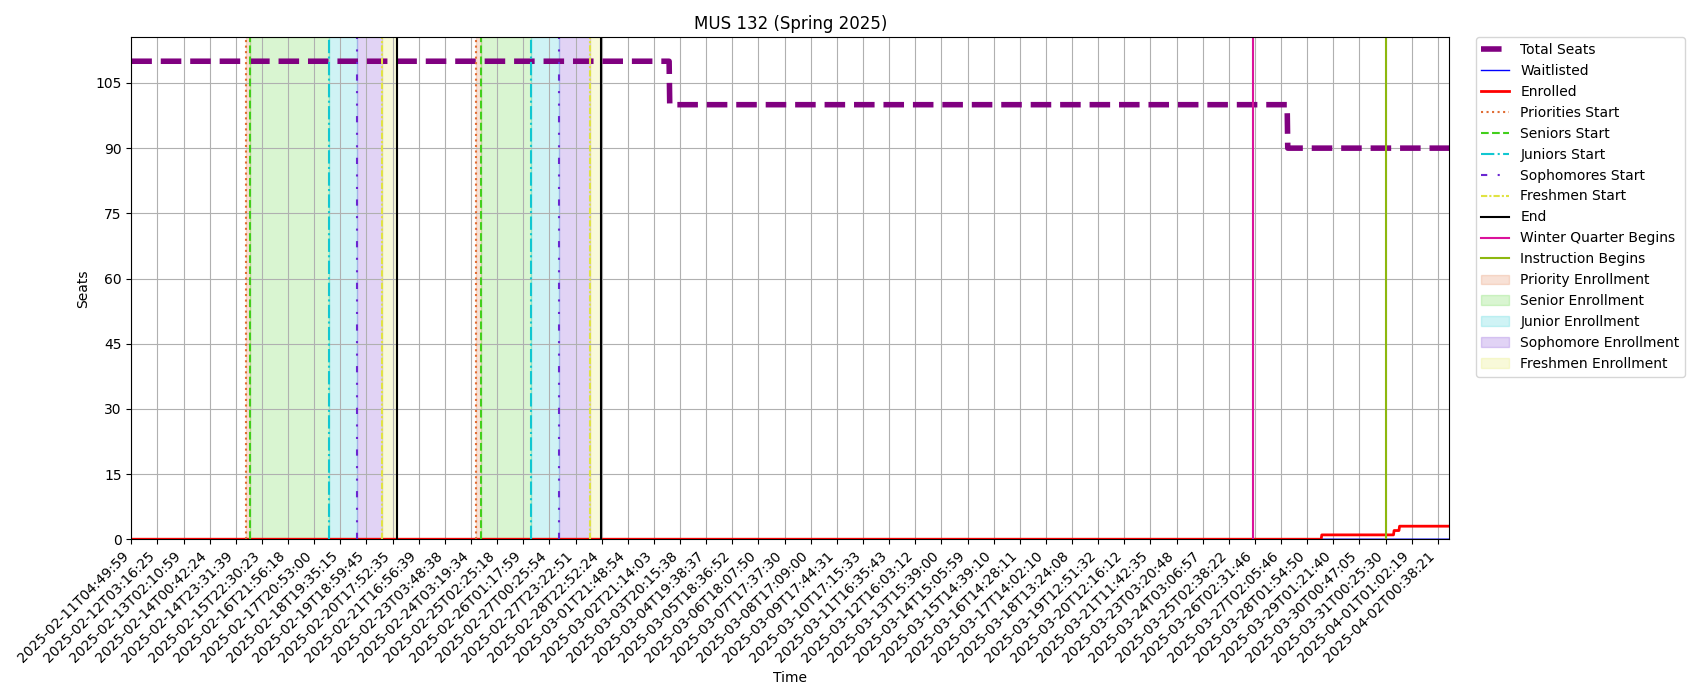 MUS 132 (Spring 2025)
Seats
105
90
75
60
45
30
15
0
2025-02-11T04:49:59
2025-02-12T03:16:25
2025-02-13T02:10:59
2025-02-14T00:42:24
2025-02-14T23:31:39
2025-02-15T22:30:23
2025-02-16T21:56:18
2025-02-17T20:53:00
2025-02-18T19:35:15
2025-02-19T18:59:45
2025-02-20T17:52:35
2025-02-21T16:56:39
2025-02-23T03:48:38
2025-02-24T03:19:34
2025-02-25T02:25:18
2025-02-26T01:17:59
2025-02-27T00:25:54
2025-02-27T23:22:51
2025-02-28T22:52:24
2025-03-01T21:48:54
2025-03-02T21:14:03
2025-03-03T20:15:38
2025-03-04T19:38:37
2025-03-05T18:36:52
2025-03-06T18:07:50
2025-03-07T17:37:30
2025-03-08T17:09:00
2025-03-09T17:44:31
2025-03-10T17:15:33
2025-03-11T16:35:43
2025-03-12T16:03:12
2025-03-13T15:39:00
2025-03-14T15:05:59
2025-03-15T14:39:10
2025-03-16T14:28:11
2025-03-17T14:02:10
2025-03-18T13:24:08
2025-03-19T12:51:32
2025-03-20T12:16:12
2025-03-21T11:42:35
2025-03-23T03:20:48
2025-03-24T03:06:57
2025-03-25T02:38:22
2025-03-26T02:31:46
2025-03-27T02:05:46
2025-03-28T01:54:50
2025-03-29T01:21:40
2025-03-30T00:47:05
2025-03-31T00:25:30
2025-04-01T01:02:19
2025-04-02T00:38:21
Time
Total Seats
Waitlisted
Enrolled
Priorities Start
Seniors Start
Juniors Start
Sophomores Start
Freshmen Start
End
Winter Quarter Begins
Instruction Begins
Priority Enrollment
Senior Enrollment
Junior Enrollment
Sophomore Enrollment
Freshmen Enrollment